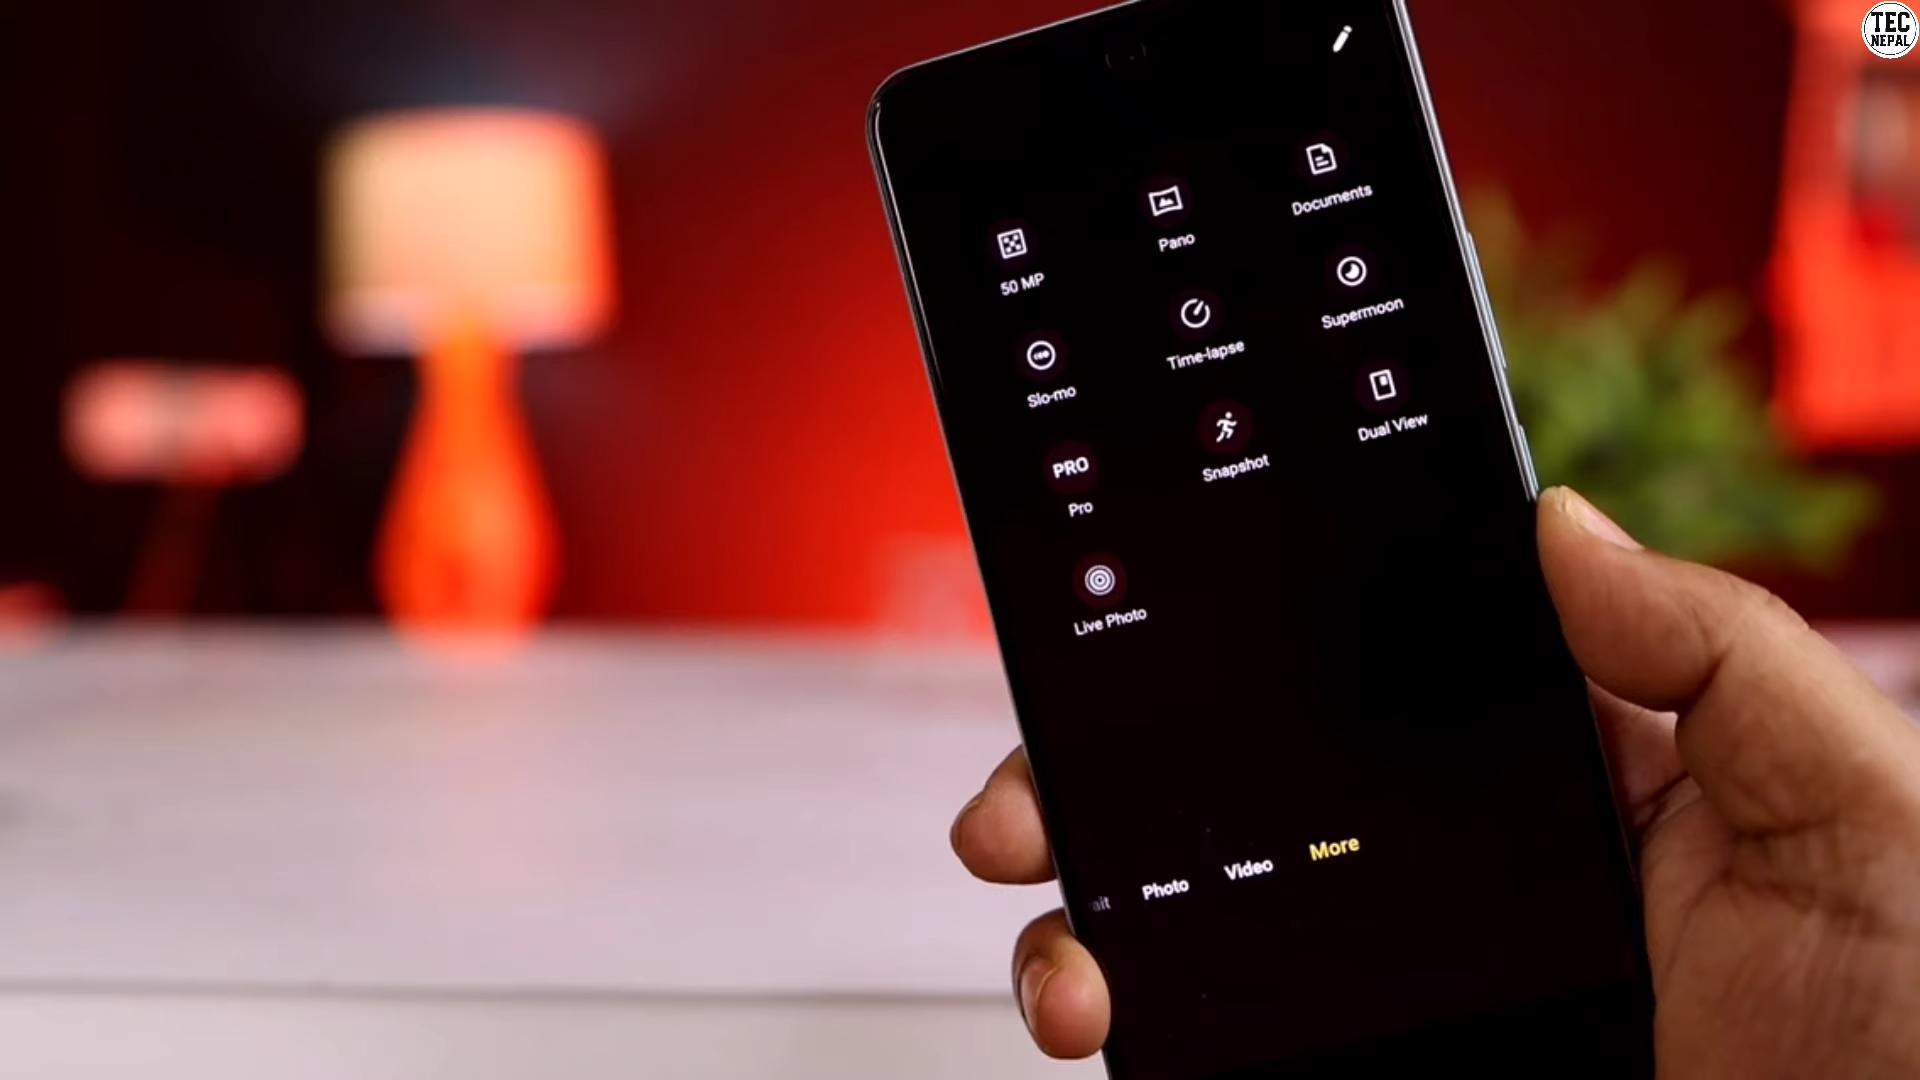 TEC
NEPAL
50 MP
Pano
Documents
Slo-mo
Time-lapse
Supermoon
PRO
Pro
Snapshot
Dual View
Live Photo
Photo
Video
More